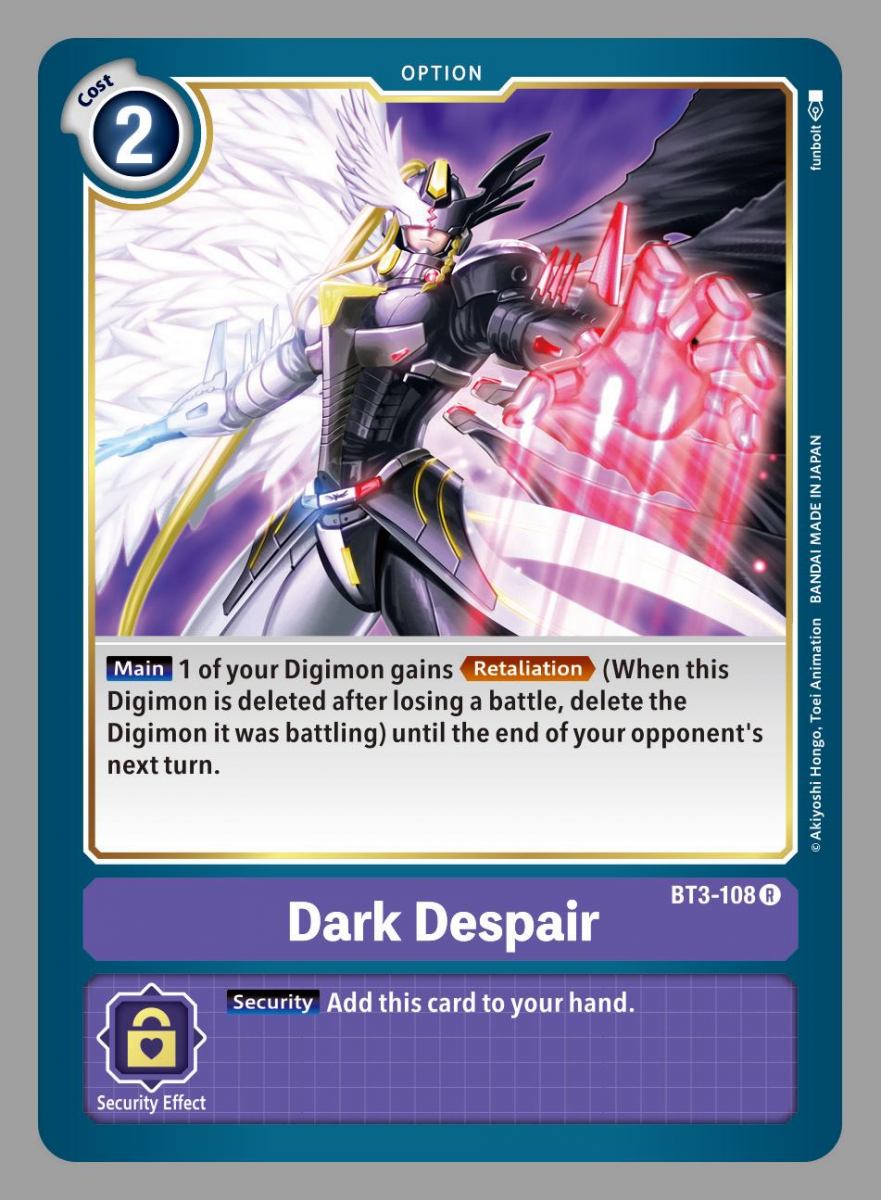 OPTION
Cost
2
funbolt
Main 1 of your Digimon gains Retaliation (When this
Digimon is deleted after losing a battle, delete the
Digimon it was battling) until the end of your opponent's
next turn.
© Akiyoshi Hongo, Toei Animation BANDAI MADE IN JAPAN
BT3-108 R
Dark Despair
Security Add this card to your hand.
Security Effect